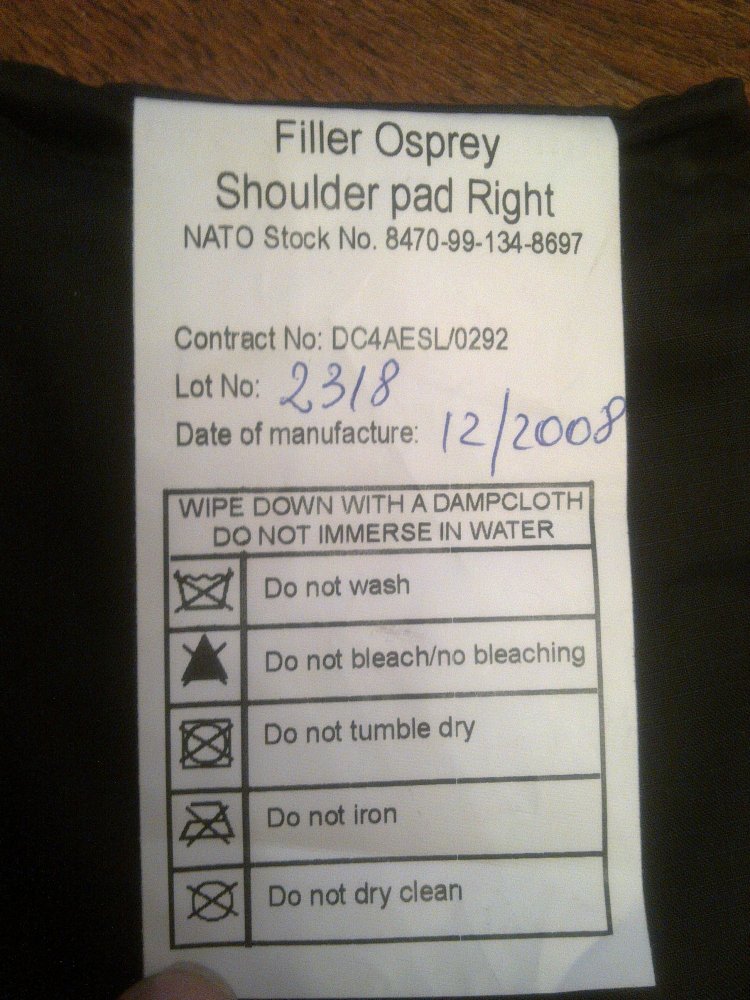 Filler Osprey
Shoulder pad Right
NATO Stock No. 8470-99-134-8697
Contract No: DC4AESL/0292
Lot No: 2318
Date of manufacture: 12/2008
WIPE DOWN WITH A DAMPCLOTH
DO NOT IMMERSE IN WATER
Do not wash
Do not bleach/no bleaching
Do not tumble dry
Do not iron
Do not dry clean